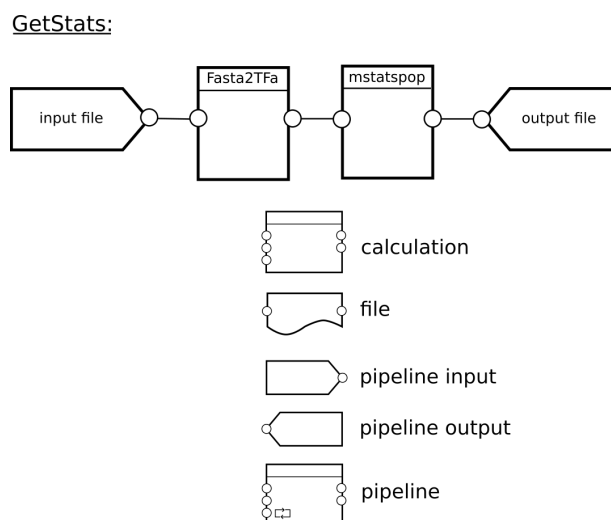 GetStats:
input file
Fasta2TFa
mstatspop
output file
calculation
file
pipeline input
pipeline output
pipeline